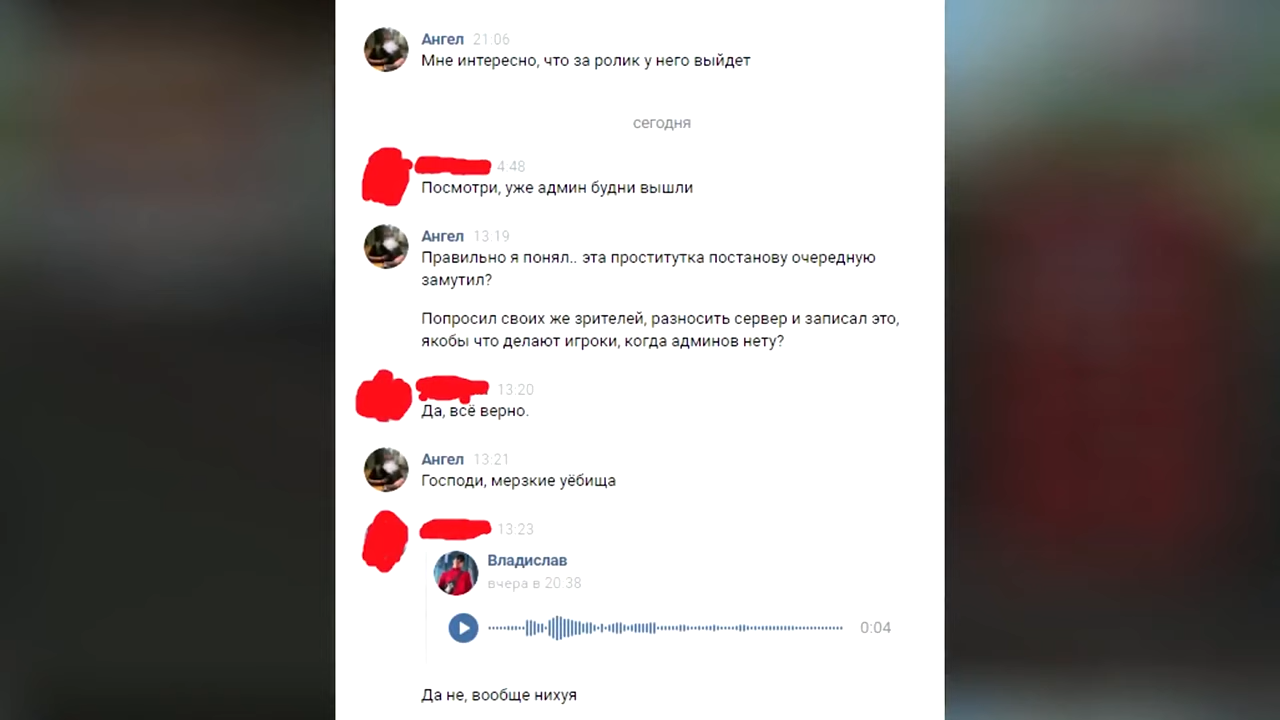 Ангел 21:06
Мне интересно, что за ролик у него выйдет
сегодня
4:48
Посмотри, уже админ будни вышли
Ангел 13:19
Правильно я понял.. эта проститутка постанову очередную
замутил?
Попросил своих же зрителей, разносить сервер и записал это,
якобы что делают игроки, когда админов нету?
13:20
Да, всё верно.
Ангел 13:21
Господи, мерзкие уёбища
13:23
Владислав
вчера в 20:38
0:04
Да не, вообще нихуя